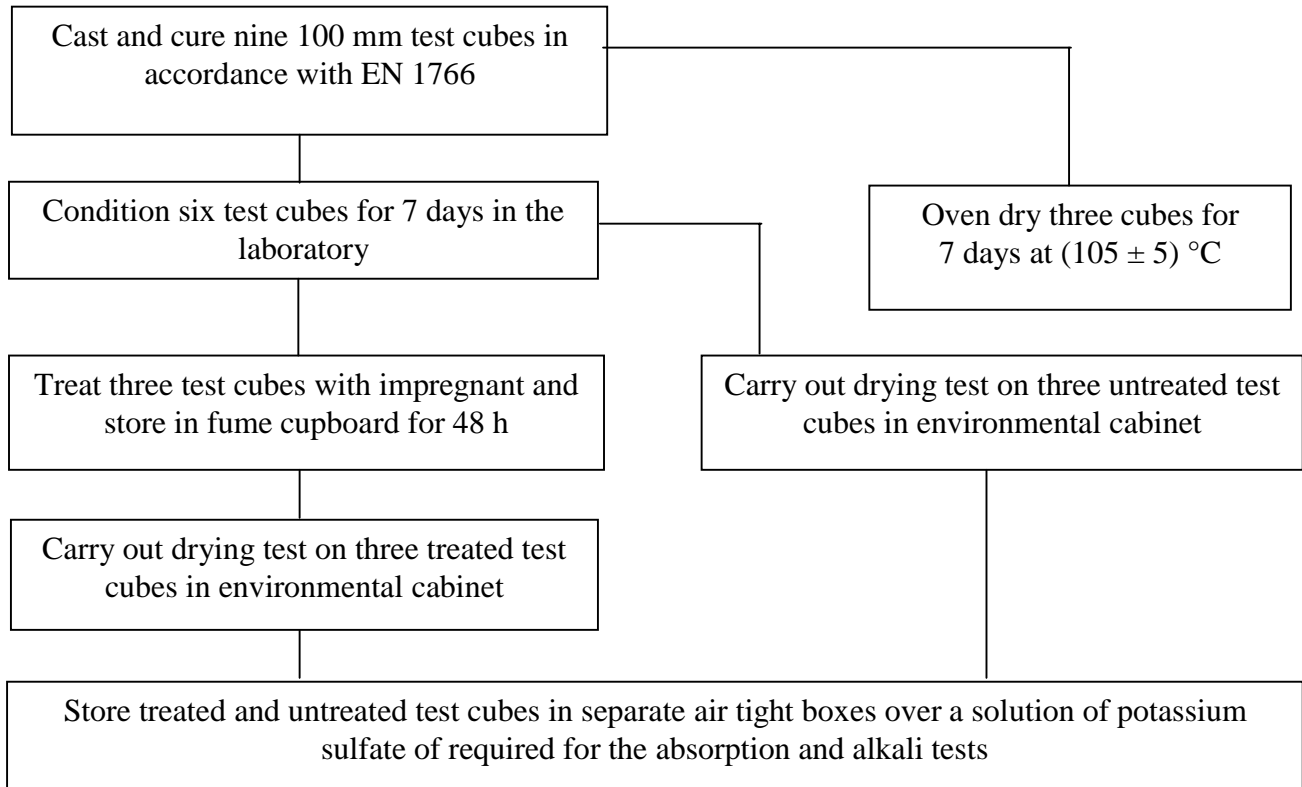 Cast and cure nine 100 mm test cubes in
accordance with EN 1766
Condition six test cubes for 7 days in the
laboratory
Oven dry three cubes for
7 days at (105 ± 5) °C
Treat three test cubes with impregnant and
store in fume cupboard for 48 h
Carry out drying test on three untreated test
cubes in environmental cabinet
Carry out drying test on three treated test
cubes in environmental cabinet
Store treated and untreated test cubes in separate air tight boxes over a solution of potassium
sulfate of required for the absorption and alkali tests